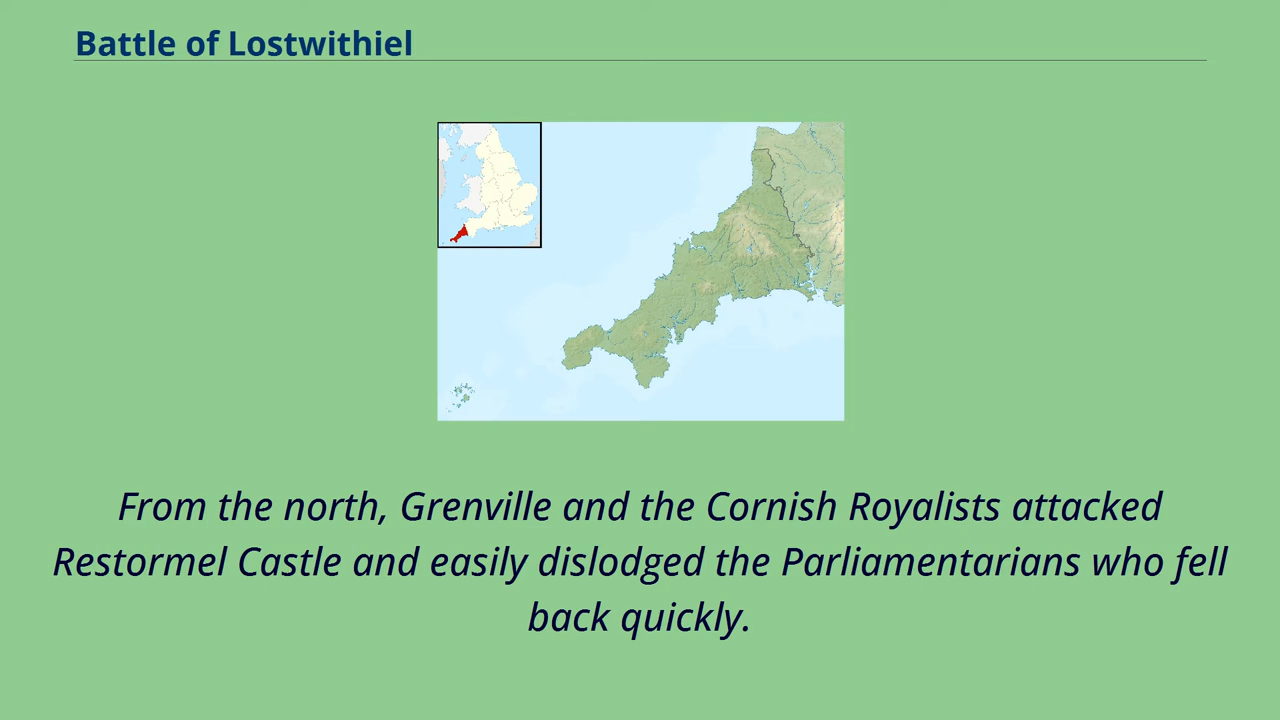 Battle of Lostwithiel
From the north, Grenville and the Cornish Royalists attacked
Restormel Castle and easily dislodged the Parliamentarians who fell
back quickly.